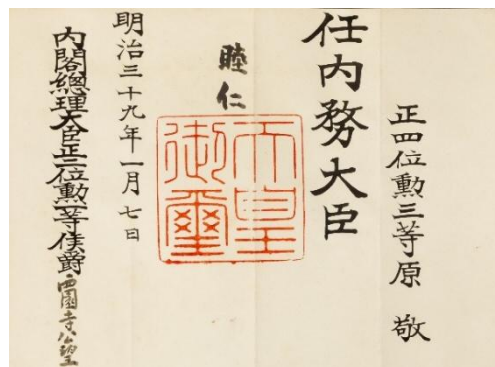 正四位勲三等原 敬
任内務大臣
睦仁
天皇御璽
明治三十九年一月七日
内閣總理大臣正二位勲一等侯爵西園寺公望